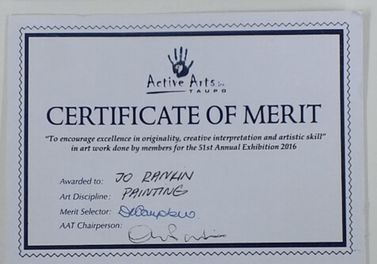 Active Arts Inc
TAUPO
CERTIFICATE OF MERIT
"To encourage excellence in originality, creative interpretation and artistic skill"
in art work done by members for the 51st Annual Exhibition 2016
Awarded to: JO RANKIN
Art Discipline: PAINTING
Merit Selector:
AAT Chairperson: